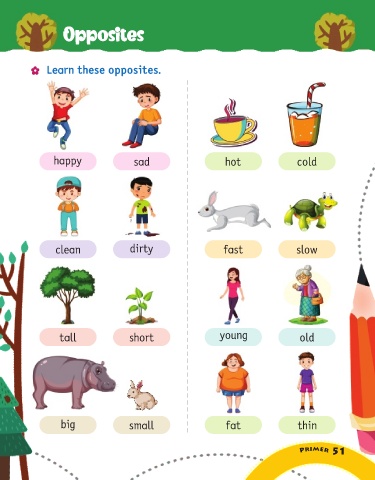 Opposites
Learn these opposites.
happy sad hot cold
clean dirty fast slow
tall short young old
big small fat thin
PRIMER 51